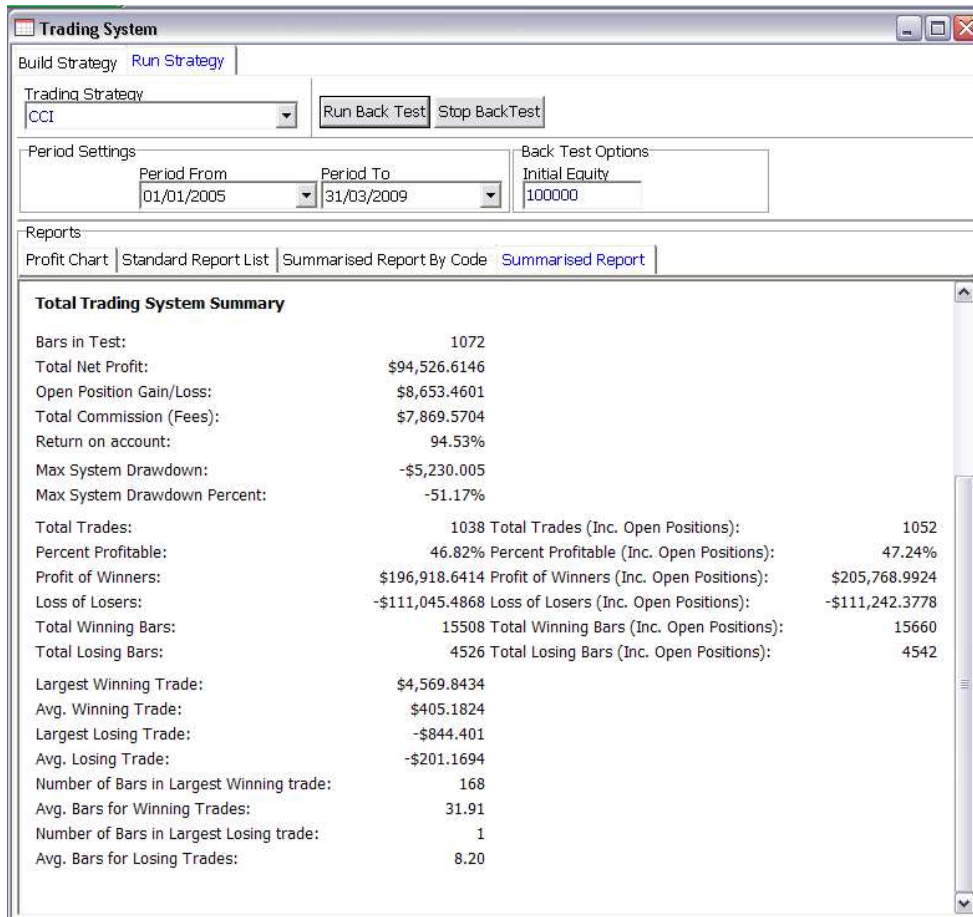 Trading System
Build Strategy Run Strategy
Trading Strategy
CCI Run Back Test Stop BackTest
Period Settings Back Test Options
Period From Period To Initial Equity
01/01/2005 31/03/2009 100000
Reports
Profit Chart Standard Report List Summarised Report By Code Summarised Report
Total Trading System Summary
Bars in Test: 1072
Total Net Profit: $94,526.6146
Open Position Gain/Loss: $8,653.4601
Total Commission (Fees): $7,869.5704
Return on account: 94.53%
Max System Drawdown: -$5,230.005
Max System Drawdown Percent: -51.17%
Total Trades: 1038 Total Trades (Inc. Open Positions): 1052
Percent Profitable: 46.82% Percent Profitable (Inc. Open Positions): 47.24%
Profit of Winners: $196,918.6414 Profit of Winners (Inc. Open Positions): $205,768.9924
Loss of Losers: -$111,045.4868 Loss of Losers (Inc. Open Positions): -$111,242.3778
Total Winning Bars: 15508 Total Winning Bars (Inc. Open Positions): 15660
Total Losing Bars: 4526 Total Losing Bars (Inc. Open Positions): 4542
Largest Winning Trade: $4,569.8434
Avg. Winning Trade: $405.1824
Largest Losing Trade: -$844.401
Avg. Losing Trade: -$201.1694
Number of Bars in Largest Winning trade: 168
Avg. Bars for Winning Trades: 31.91
Number of Bars in Largest Losing trade: 1
Avg. Bars for Losing Trades: 8.20